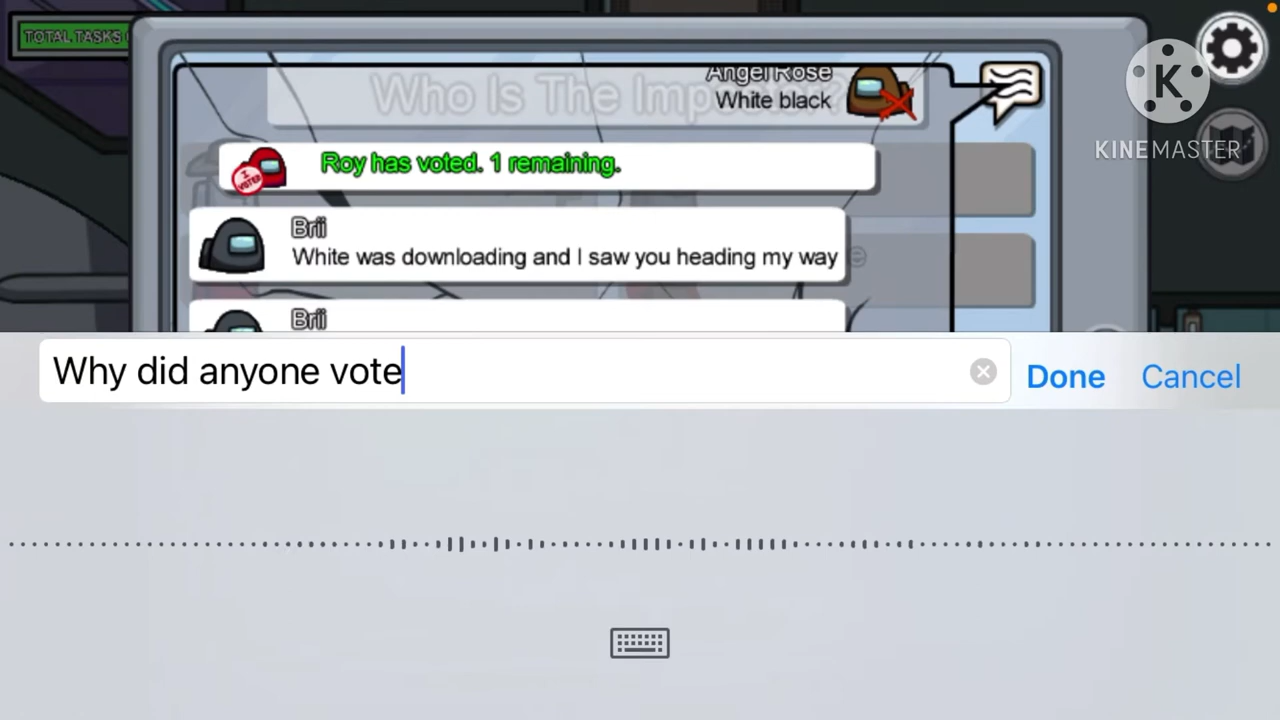 TOTAL TASKS
Who Is The Impostor?
Angel Rose
White black
K
KINEMASTER
I VOTED
Roy has voted. 1 remaining.
Brii
White was downloading and I saw you heading my way
Brii
Why did anyone vote
Done
Cancel